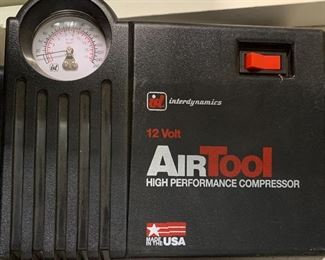 interdynamics
12 Volt
AIRTool
HIGH PERFORMANCE COMPRESSOR
MADE
IN THE USA